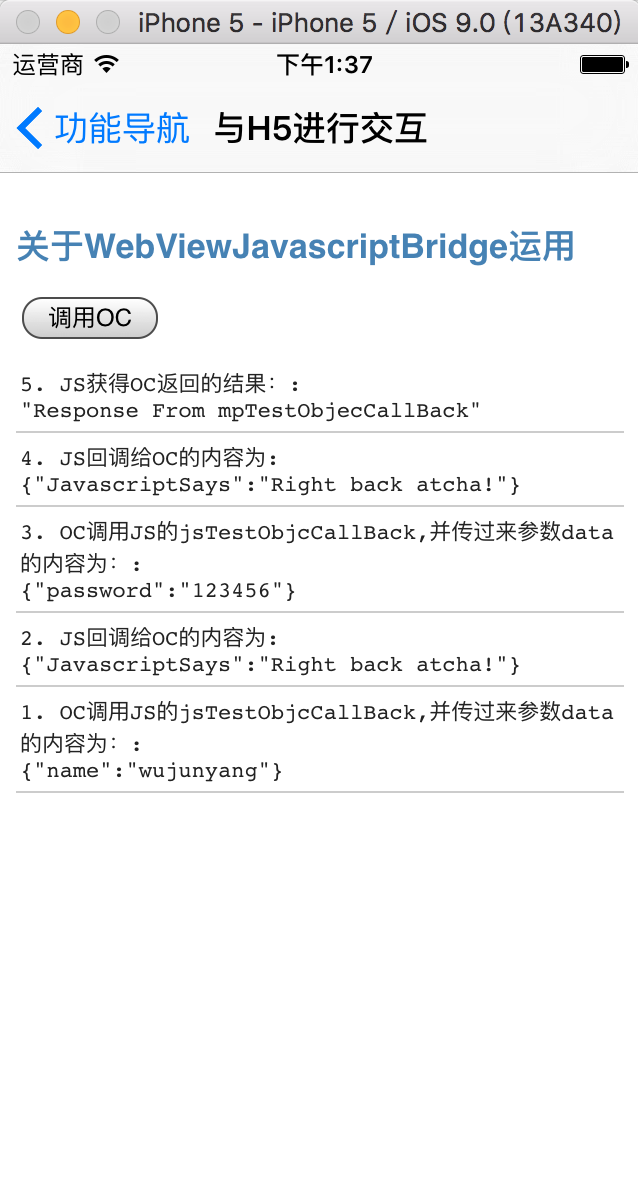 iPhone 5 - iPhone 5 / iOS 9.0 (13A340)
运营商 下午1:37
功能导航 与H5进行交互
关于WebViewJavascriptBridge运用
调用OC
5. JS获得OC返回的结果：:
"Response From mpTestObjecCallBack"
4. JS回调给OC的内容为:
{"JavascriptSays":"Right back atcha!"}
3. OC调用JS的jsTestObjcCallBack,并传过来参数data
的内容为：:
{"password":"123456"}
2. JS回调给OC的内容为:
{"JavascriptSays":"Right back atcha!"}
1. OC调用JS的jsTestObjcCallBack,并传过来参数data
的内容为：:
{"name":"wujunyang"}